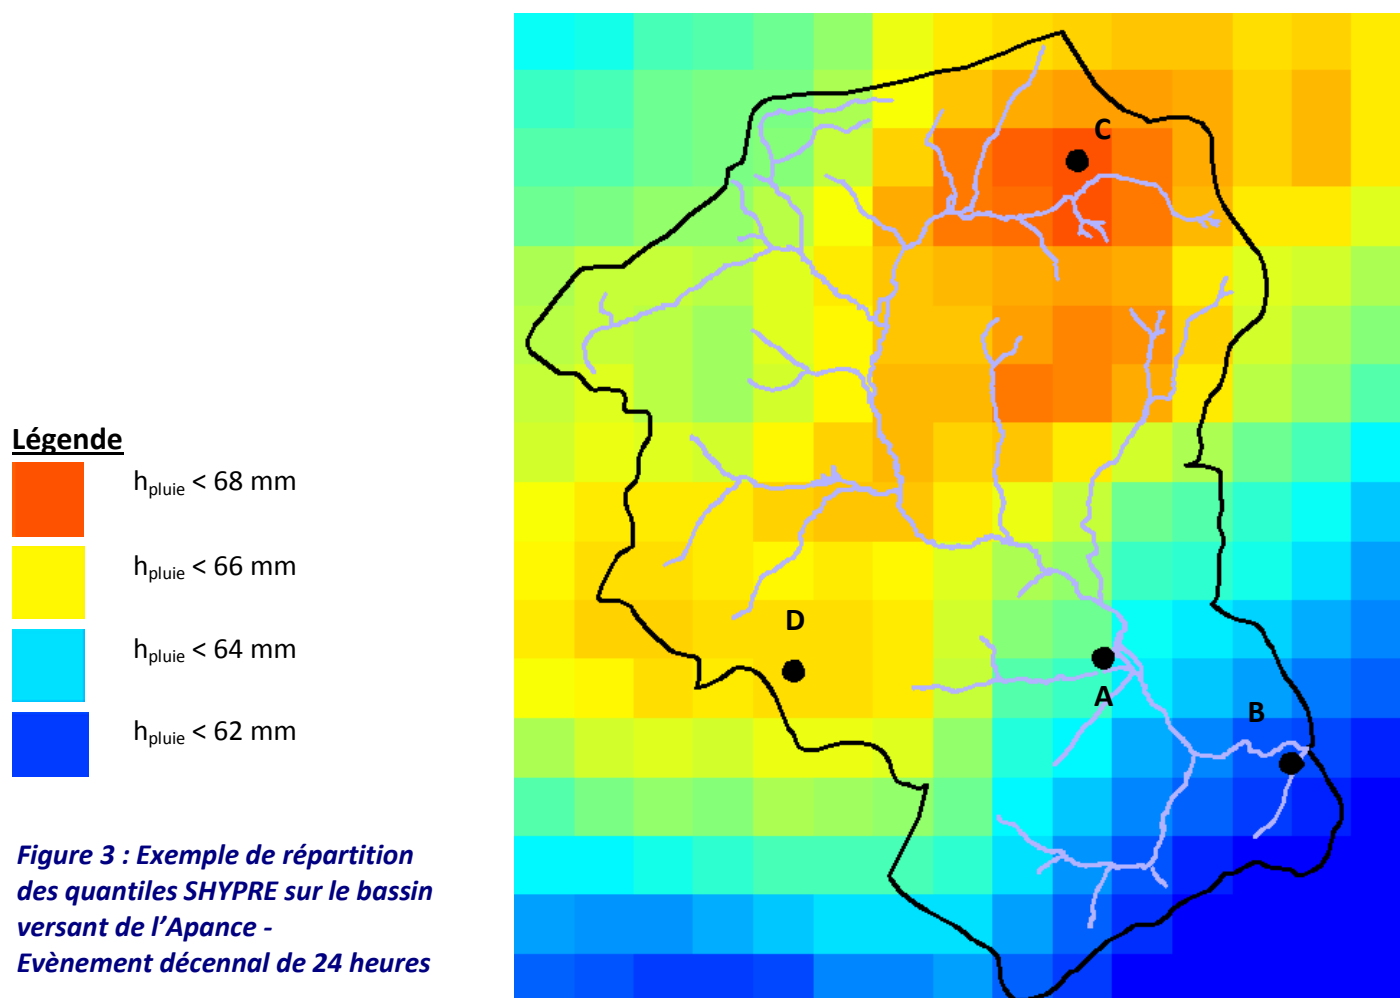 C
Légende
hpluie < 68 mm
hpluie < 66 mm
D
hpluie < 64 mm
A
B
hpluie < 62 mm
Figure 3 : Exemple de répartition
des quantiles SHYPRE sur le bassin
versant de l'Apance -
Evènement décennal de 24 heures